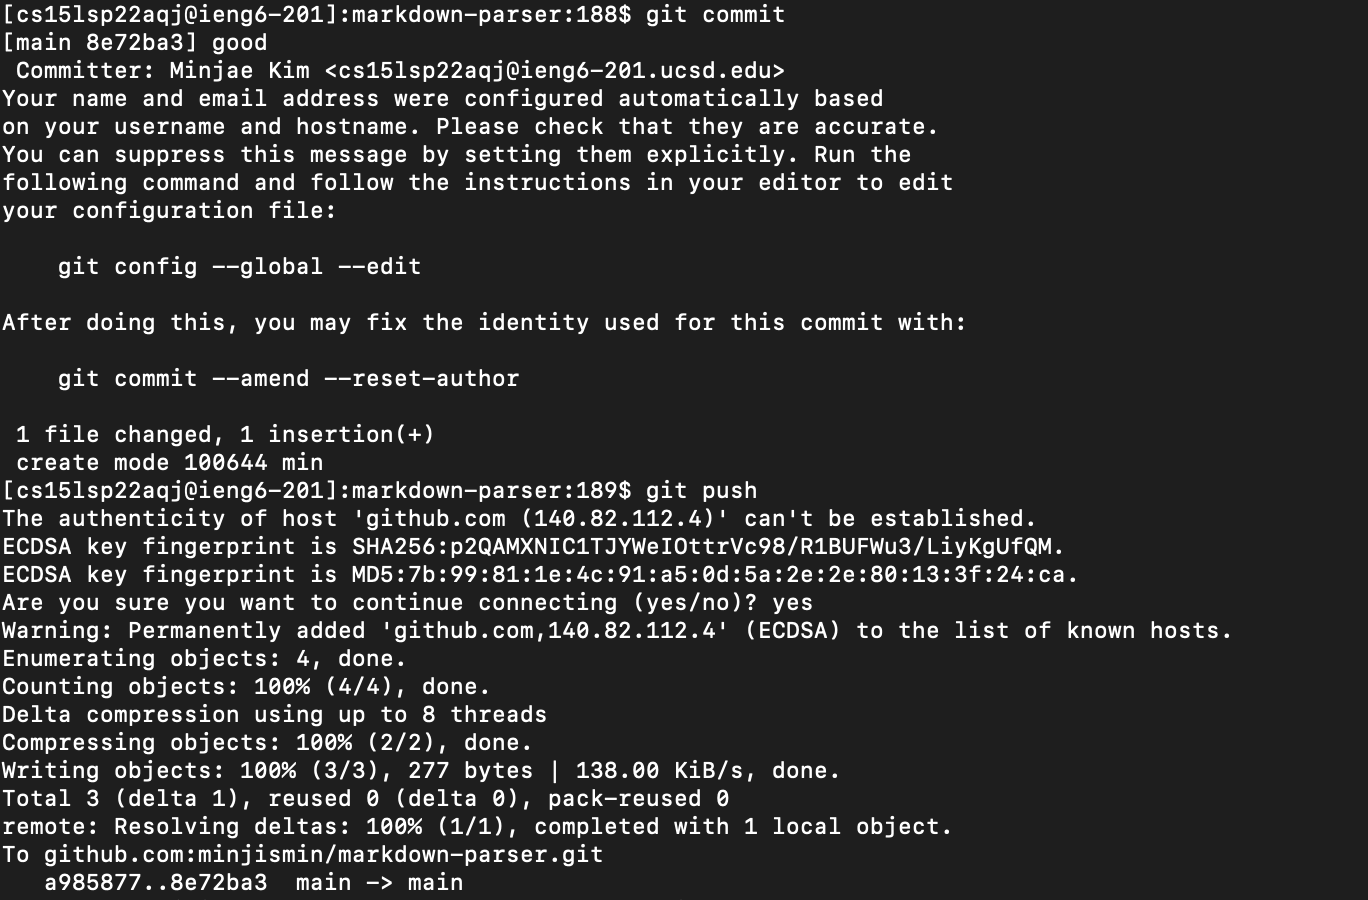 [cs15lsp22aqj@ieng6-201]:markdown-parser:188$ git commit
[main 8e72ba3] good
 Committer: Minjae Kim <cs15lsp22aqj@ieng6-201.ucsd.edu>
Your name and email address were configured automatically based
on your username and hostname. Please check that they are accurate.
You can suppress this message by setting them explicitly. Run the
following command and follow the instructions in your editor to edit
your configuration file:

    git config --global --edit

After doing this, you may fix the identity used for this commit with:

    git commit --amend --reset-author

 1 file changed, 1 insertion(+)
 create mode 100644 min
[cs15lsp22aqj@ieng6-201]:markdown-parser:189$ git push
The authenticity of host 'github.com (140.82.112.4)' can't be established.
ECDSA key fingerprint is SHA256:p2QAMXNIC1TJYWeIOttrVc98/R1BUFWu3/LiyKgUfQM.
ECDSA key fingerprint is MD5:7b:99:81:1e:4c:91:a5:0d:5a:2e:2e:80:13:3f:24:ca.
Are you sure you want to continue connecting (yes/no)? yes
Warning: Permanently added 'github.com,140.82.112.4' (ECDSA) to the list of known hosts.
Enumerating objects: 4, done.
Counting objects: 100% (4/4), done.
Delta compression using up to 8 threads
Compressing objects: 100% (2/2), done.
Writing objects: 100% (3/3), 277 bytes | 138.00 KiB/s, done.
Total 3 (delta 1), reused 0 (delta 0), pack-reused 0
remote: Resolving deltas: 100% (1/1), completed with 1 local object.
To github.com:minjismin/markdown-parser.git
   a985877..8e72ba3  main -> main